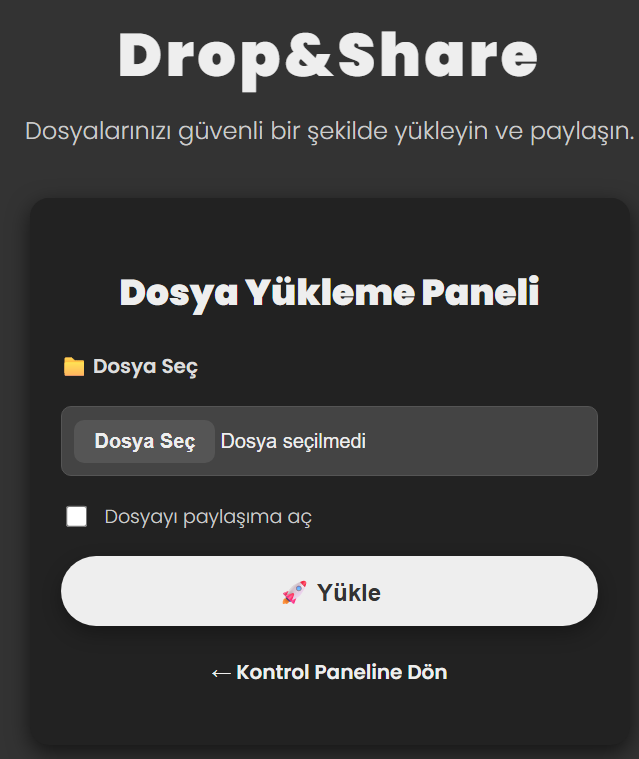 Drop&Share
Dosyalarınızı güvenli bir şekilde yükleyin ve paylaşın.
Dosya Yükleme Paneli
📁 Dosya Seç
Dosya Seç Dosya seçilmedi
Dosyayı paylaşıma aç
🚀 Yükle
← Kontrol Paneline Dön